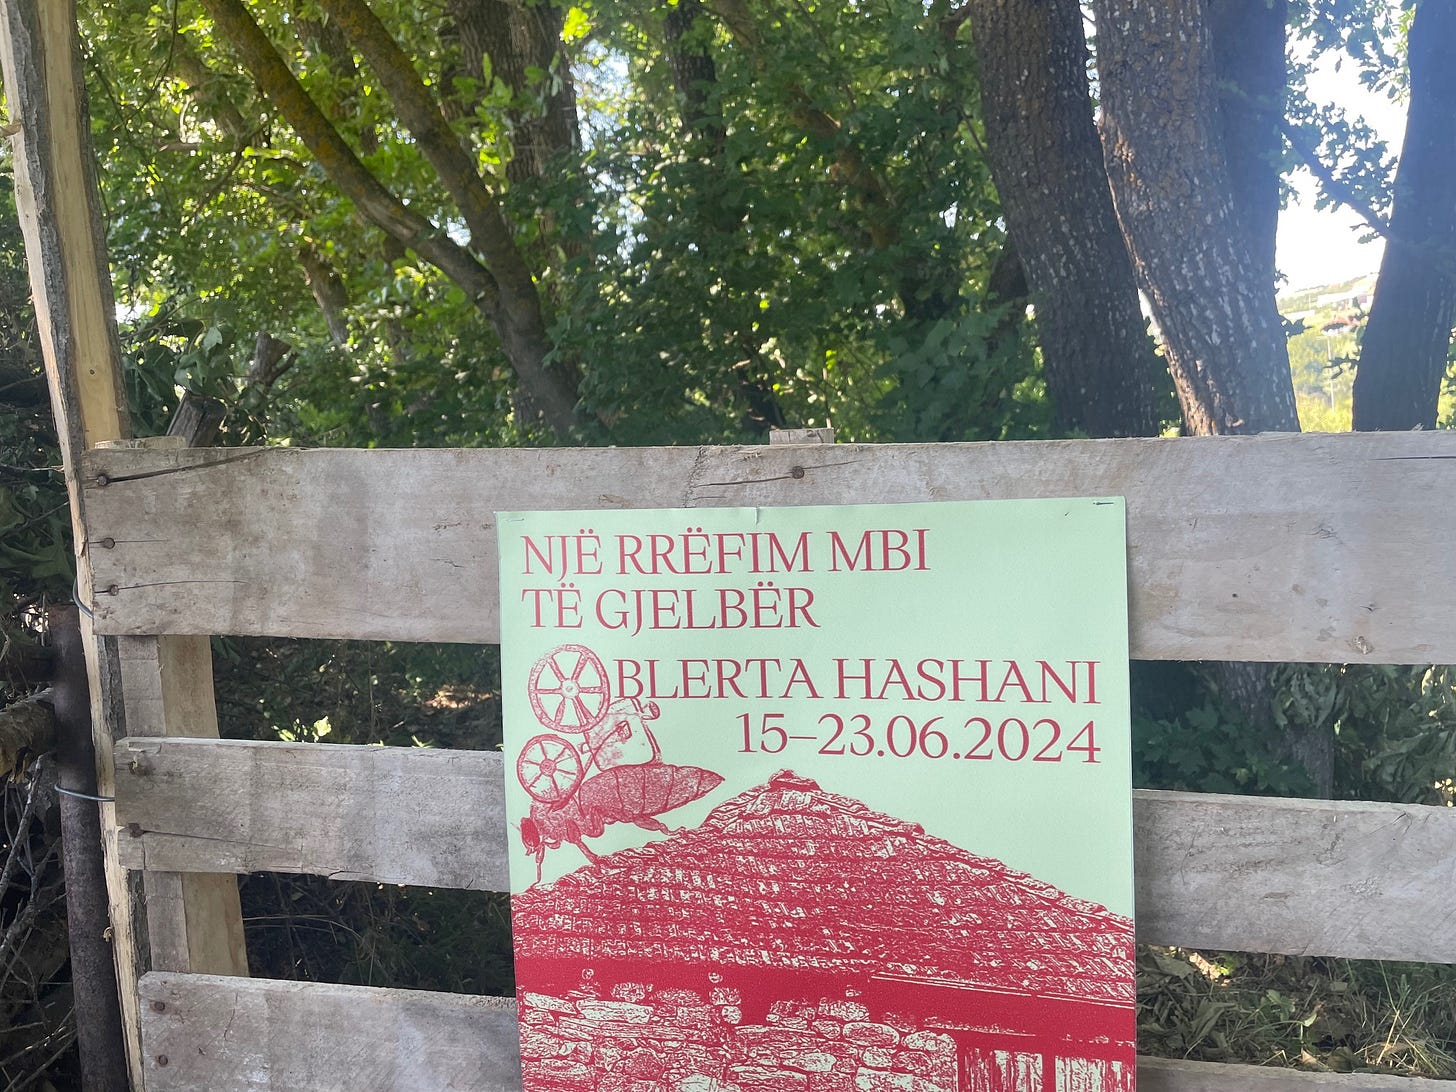 NJË RRËFIM MBI
TË GJELBËR
BLERTA HASHANI
15–23.06.2024